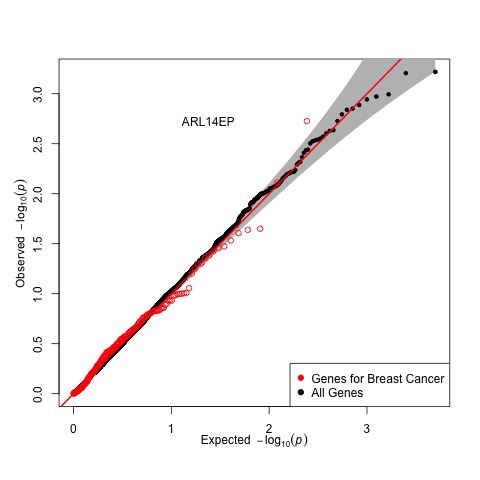 ARL14EP
Observed −log10(p)
0.0
0.5
1.0
1.5
2.0
2.5
3.0
0 1 2 3
Expected −log10(p)
Genes for Breast Cancer
All Genes